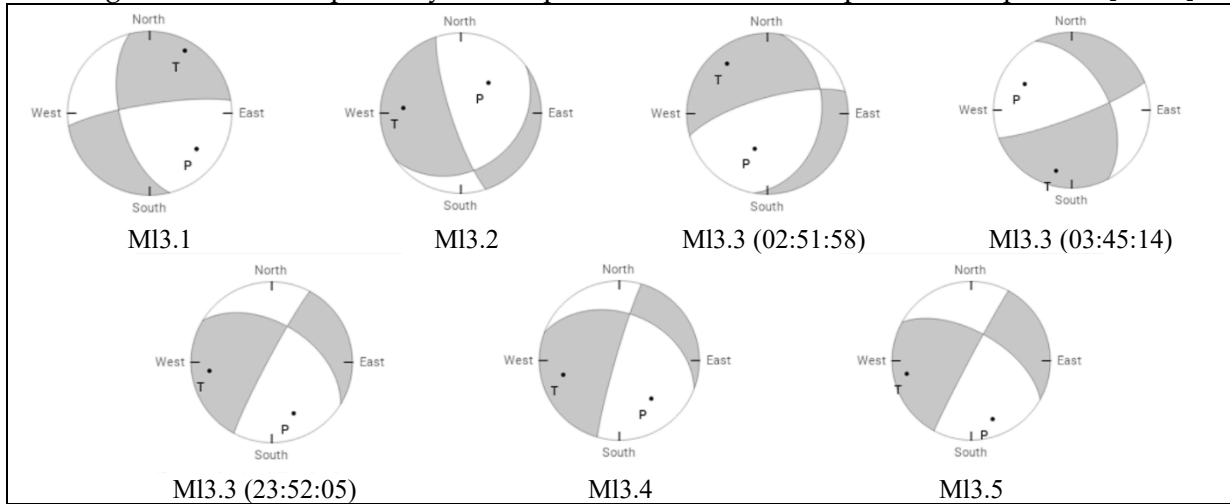 North North North North
T
P
T
P
T
P
T
P
West East West East West East West East
South South South South
Ml3.1 Ml3.2 Ml3.3 (02:51:58) Ml3.3 (03:45:14)
North North North
T
P
T
P
T
P
West East West East West East
South South South
Ml3.3 (23:52:05) Ml3.4 Ml3.5